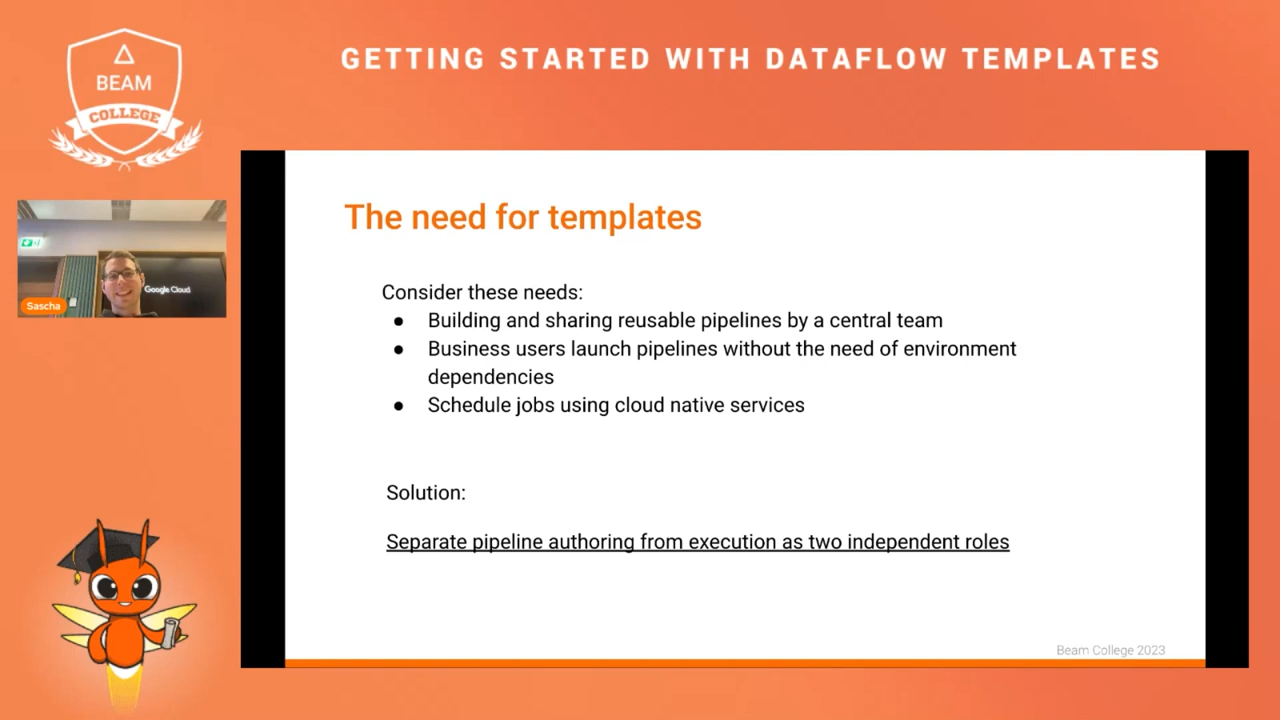 BEAM
COLLEGE
GETTING STARTED WITH DATAFLOW TEMPLATES
Google Cloud
Sascha
The need for templates
Consider these needs:
● Building and sharing reusable pipelines by a central team
● Business users launch pipelines without the need of environment
dependencies
● Schedule jobs using cloud native services
Solution:
Separate pipeline authoring from execution as two independent roles
Beam College 2023